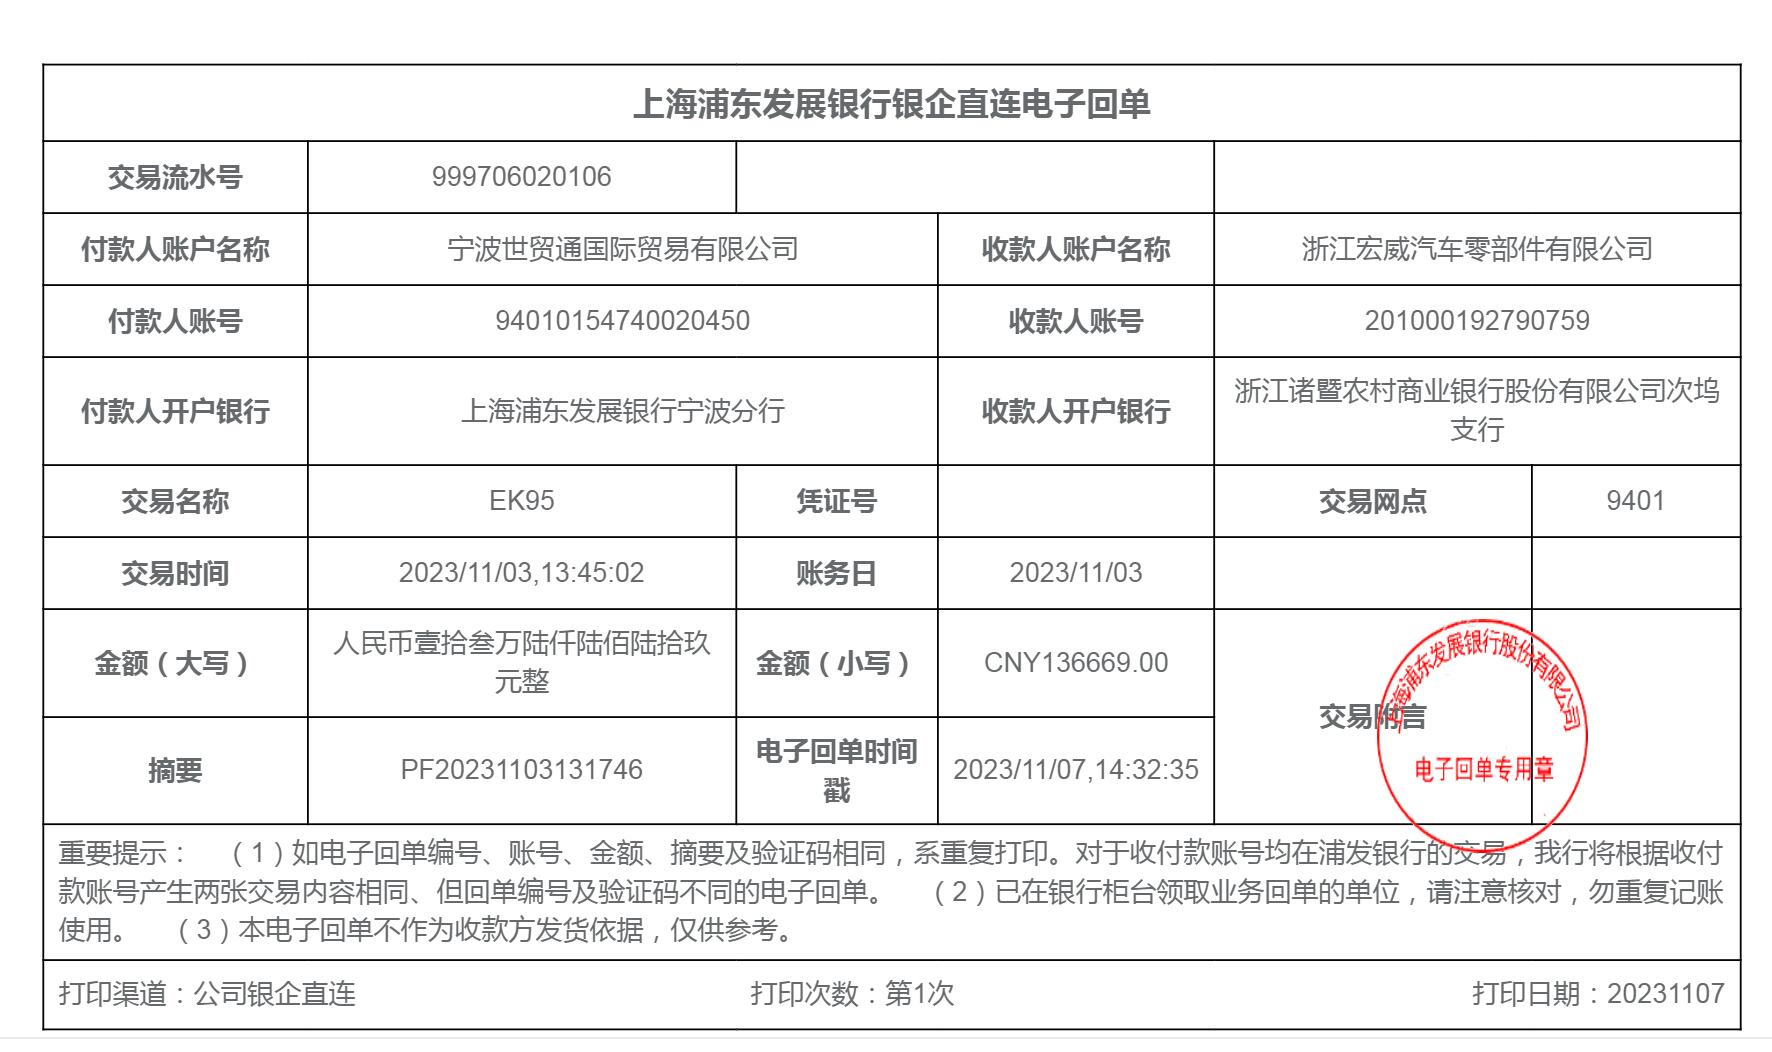 上海浦东发展银行银企直连电子回单
交易流水号 999706020106
付款人账户名称 宁波世贸通国际贸易有限公司 收款人账户名称 浙江宏威汽车零部件有限公司
付款人账号 94010154740020450 收款人账号 201000192790759
付款人开户银行 上海浦东发展银行宁波分行 收款人开户银行 浙江诸暨农村商业银行股份有限公司次坞
支行
交易名称 EK95 凭证号 交易网点 9401
交易时间 2023/11/03,13:45:02 账务日 2023/11/03
金额（大写） 人民币壹拾叁万陆仟陆佰陆拾玖
元整
金额（小写） CNY136669.00
交易附言
上海浦东发展银行股份有限公司
电子回单专用章
摘要 PF20231103131746 电子回单时间
戳
2023/11/07,14:32:35
重要提示： （1）如电子回单编号、账号、金额、摘要及验证码相同，系重复打印。对于收付款账号均在浦发银行的交易，我行将根据收付
款账号产生两张交易内容相同、但回单编号及验证码不同的电子回单。 （2）已在银行柜台领取业务回单的单位，请注意核对，勿重复记账
使用。 （3）本电子回单不作为收款方发货依据，仅供参考。
打印渠道：公司银企直连 打印次数：第1次 打印日期：20231107